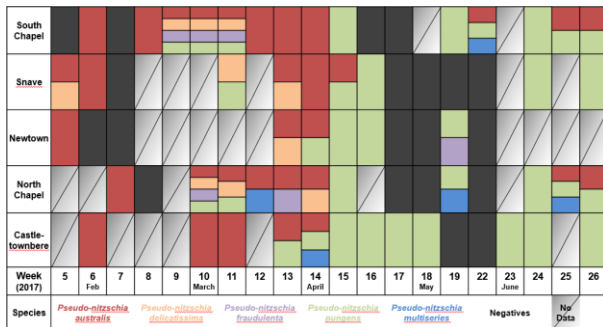 South
Chapel
Snave
Newtown
North
Chapel
Castle-
townbere
Week
(2017)
5 6 7 8 9 10 11 12 13 14 15 16 17 18 19 22 23 24 25 26
Feb March April May June
Species
Pseudo-nitzschia
australis
Pseudo-nitzschia
delicatissima
Pseudo-nitzschia
fraudulenta
Pseudo-nitzschia
pungens
Pseudo-nitzschia
multiseries
Negatives
No
Data